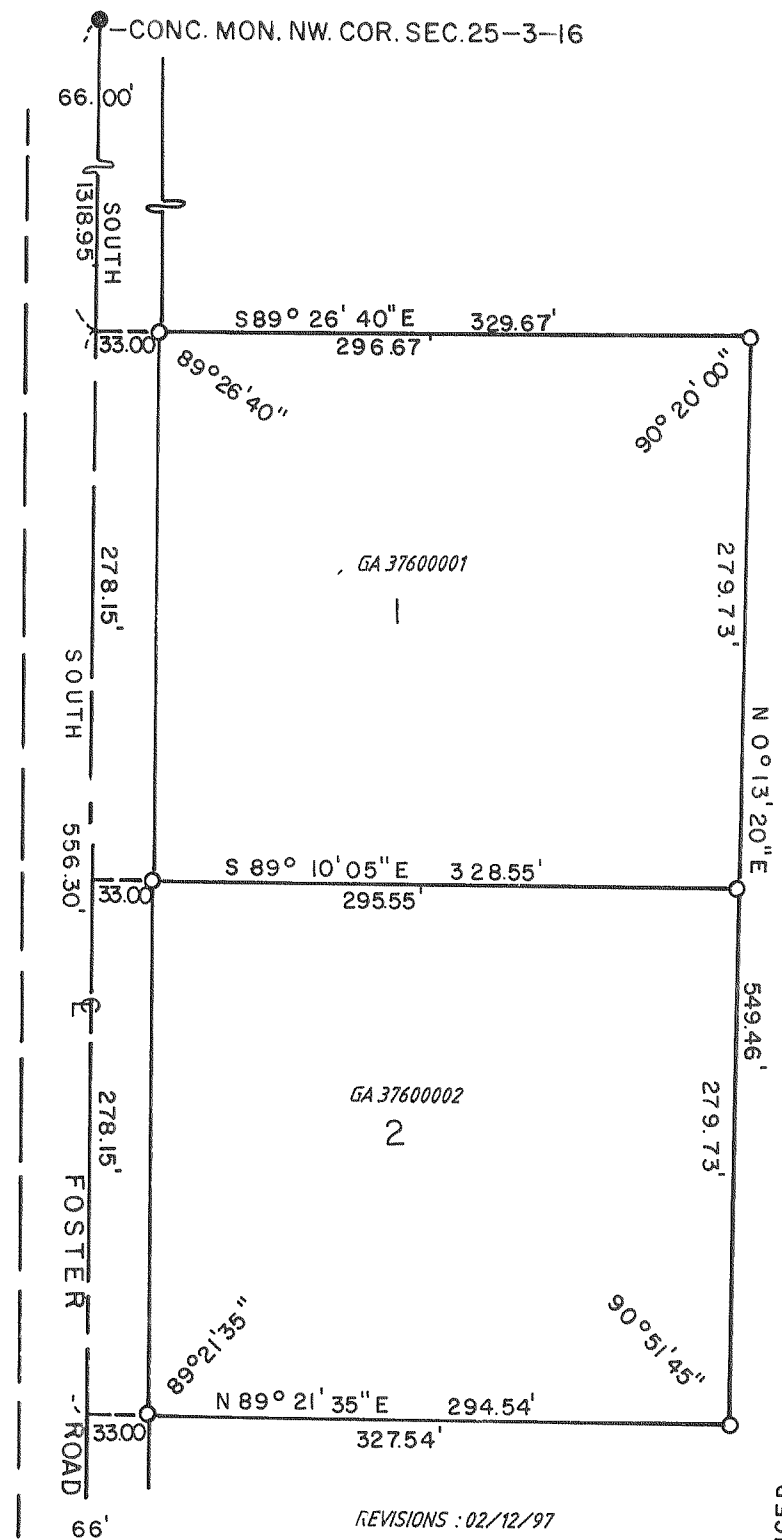 CONC. MON. NW. COR. SEC. 25-3-16
66.00'
SOUTH
1318.95'
S 89° 26' 40" E 329.67'
33.00
296.67'
89° 26' 40"
90° 20' 00"
278.15'
GA 37600001
1
279.73'
SOUTH
N 0° 13' 20" E
556.30'
S 89° 10' 05" E 328.55'
33.00
295.55'
549.46'
GA 37600002
2
278.15'
279.73'
FOSTER ROAD
89° 21' 35"
90° 51' 45"
N 89° 21' 35" E 294.54'
33.00
327.54'
66'
REVISIONS : 02/12/97